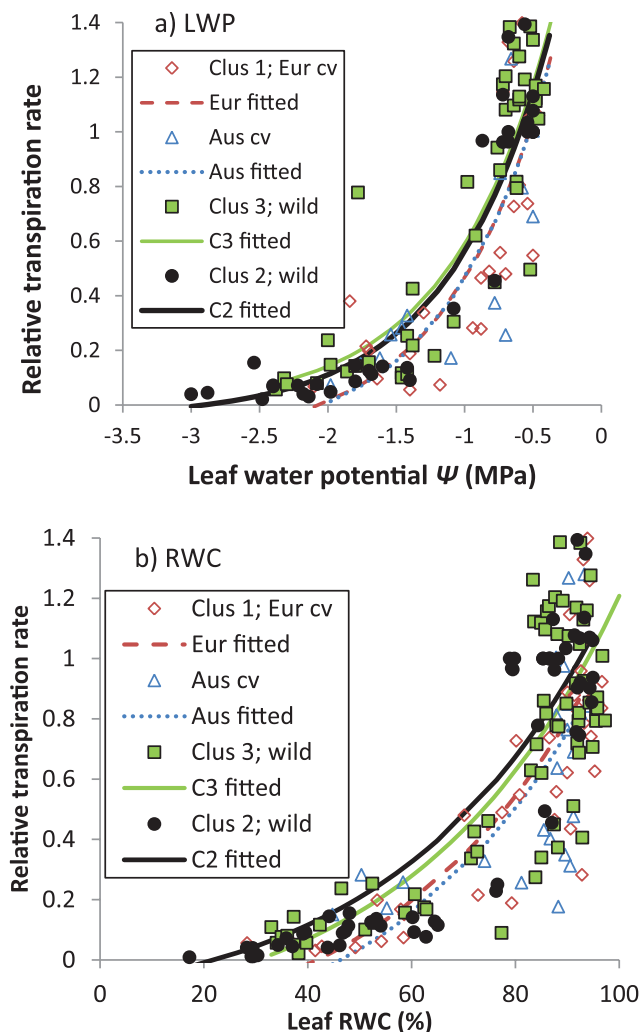 a) LWP
Relative transpiration rate
1.4
1.2
1
0.8
0.6
0.4
0.2
0
Clus 1; Eur cv
Eur fitted
Aus cv
Aus fitted
Clus 3; wild
C3 fitted
Clus 2; wild
C2 fitted
-3.5 -3 -2.5 -2 -1.5 -1 -0.5 0
Leaf water potential Ψ (MPa)
b) RWC
Relative transpiration rate
1.4
1.2
1
0.8
0.6
0.4
0.2
0
Clus 1; Eur cv
Eur fitted
Aus cv
Aus fitted
Clus 3; wild
C3 fitted
Clus 2; wild
C2 fitted
0 20 40 60 80 100
Leaf RWC (%)